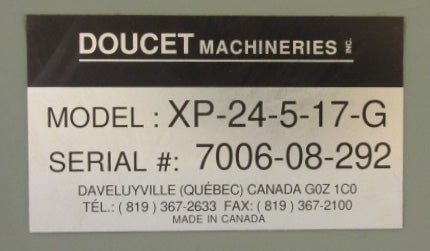 DOUCET MACHINERIES INC.
MODEL : XP-24-5-17-G
SERIAL #: 7006-08-292
DAVELUYVILLE (QUÉBEC) CANADA G0Z 1C0
TÉL.: ( 819 ) 367-2633 FAX: ( 819 ) 367-2100
MADE IN CANADA